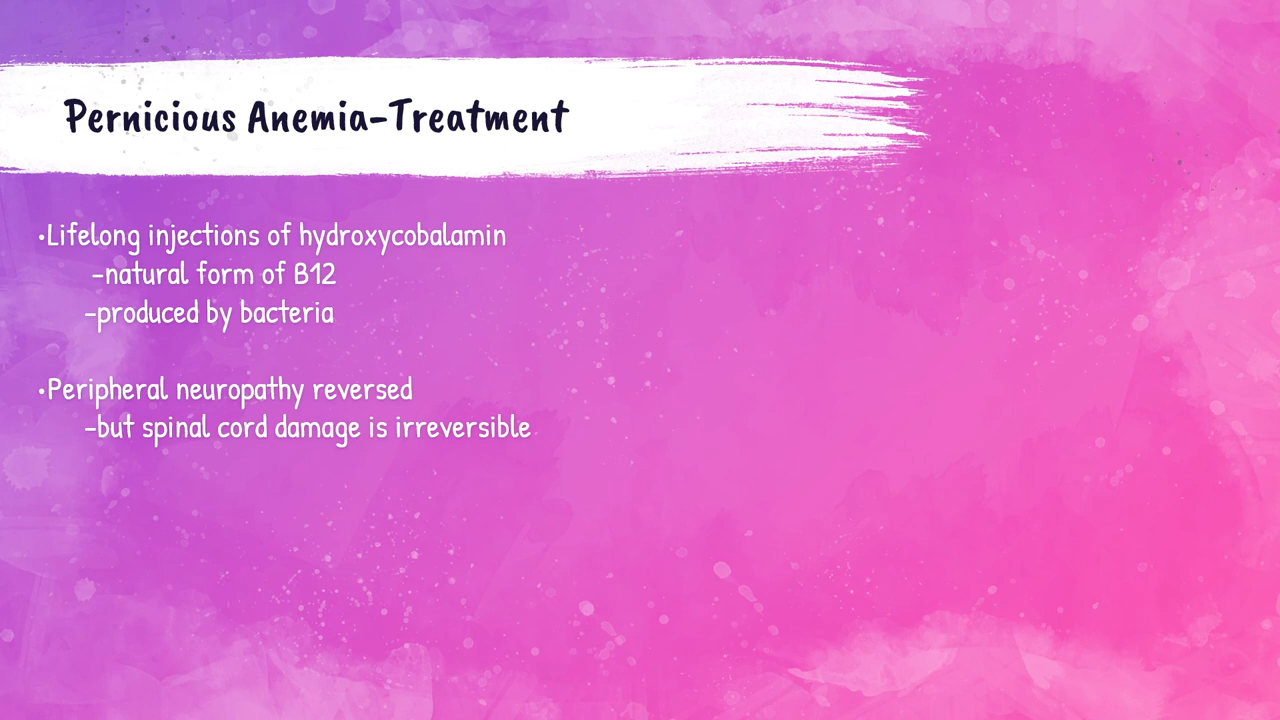 Pernicious Anemia-Treatment
•Lifelong injections of hydroxycobalamin
-natural form of B12
-produced by bacteria
•Peripheral neuropathy reversed
-but spinal cord damage is irreversible